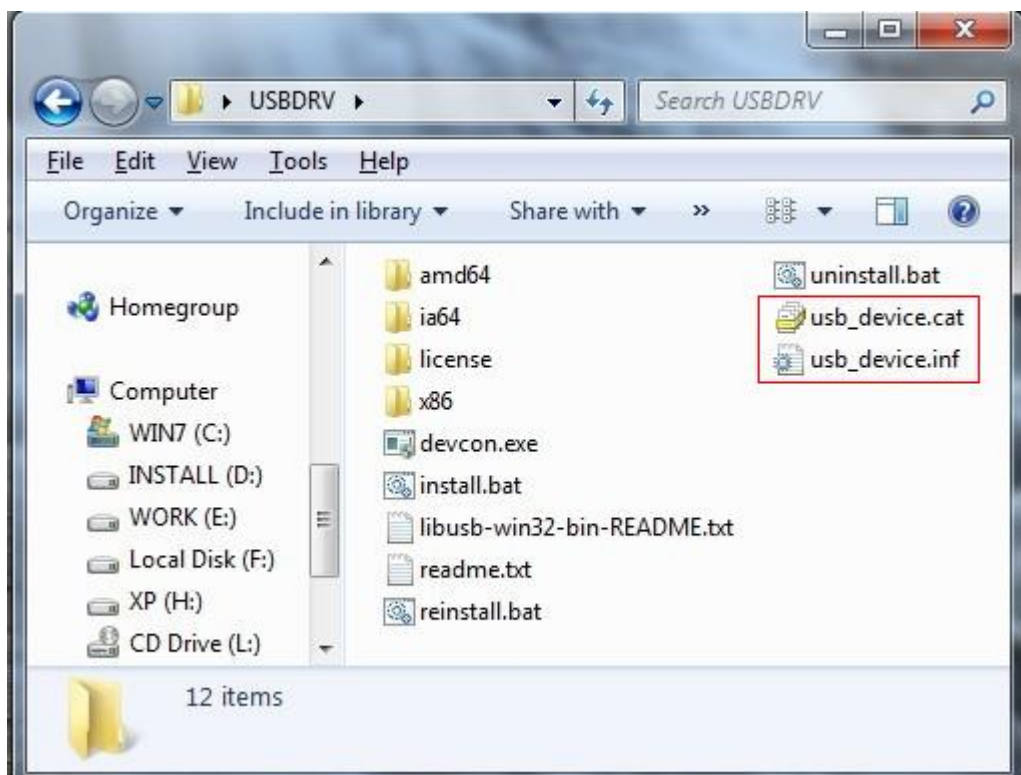 USBDRV
Search USBDRV
File Edit View Tools Help
Organize Include in library Share with »
Homegroup
Computer
WIN7 (C:)
INSTALL (D:)
WORK (E:)
Local Disk (F:)
XP (H:)
CD Drive (L:)
amd64
ia64
license
x86
devcon.exe
install.bat
libusb-win32-bin-README.txt
readme.txt
reinstall.bat
uninstall.bat
usb_device.cat
usb_device.inf
12 items